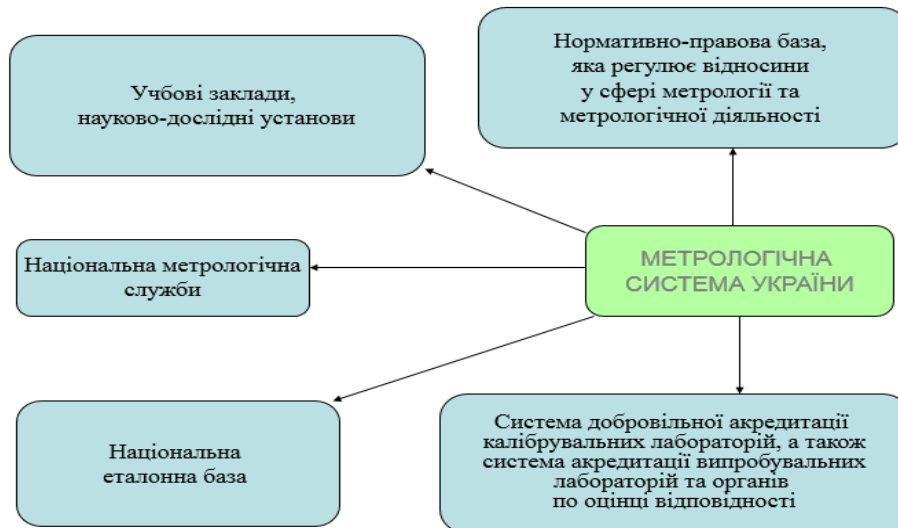 Учбові заклади,
науково-дослідні установи
Нормативно-правова база,
яка регулює відносини
у сфері метрології та
метрологічної діяльності
Національна метрологічна
служби
МЕТРОЛОГІЧНА
СИСТЕМА УКРАЇНИ
Національна
еталонна база
Система добровільної акредитації
калібрувальних лабораторій, а також
система акредитації випробувальних
лабораторій та органів
по оцінці відповідності